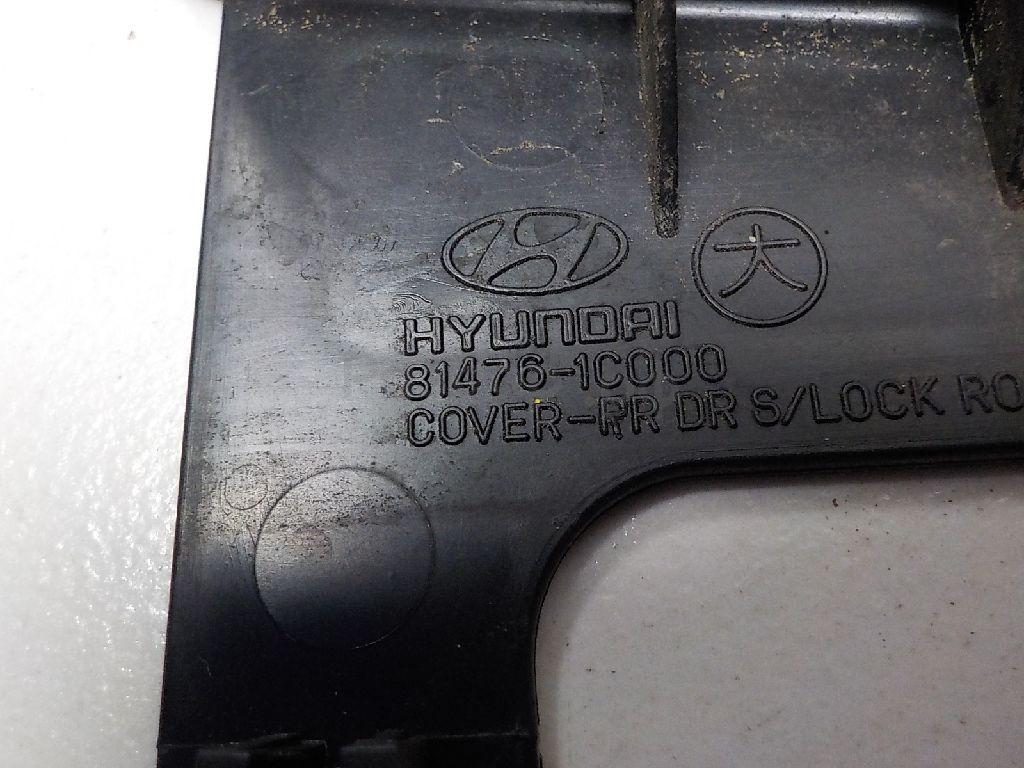 大
HYUNDAI
81476-1C000
COVER-RR DR S/LOCK RO